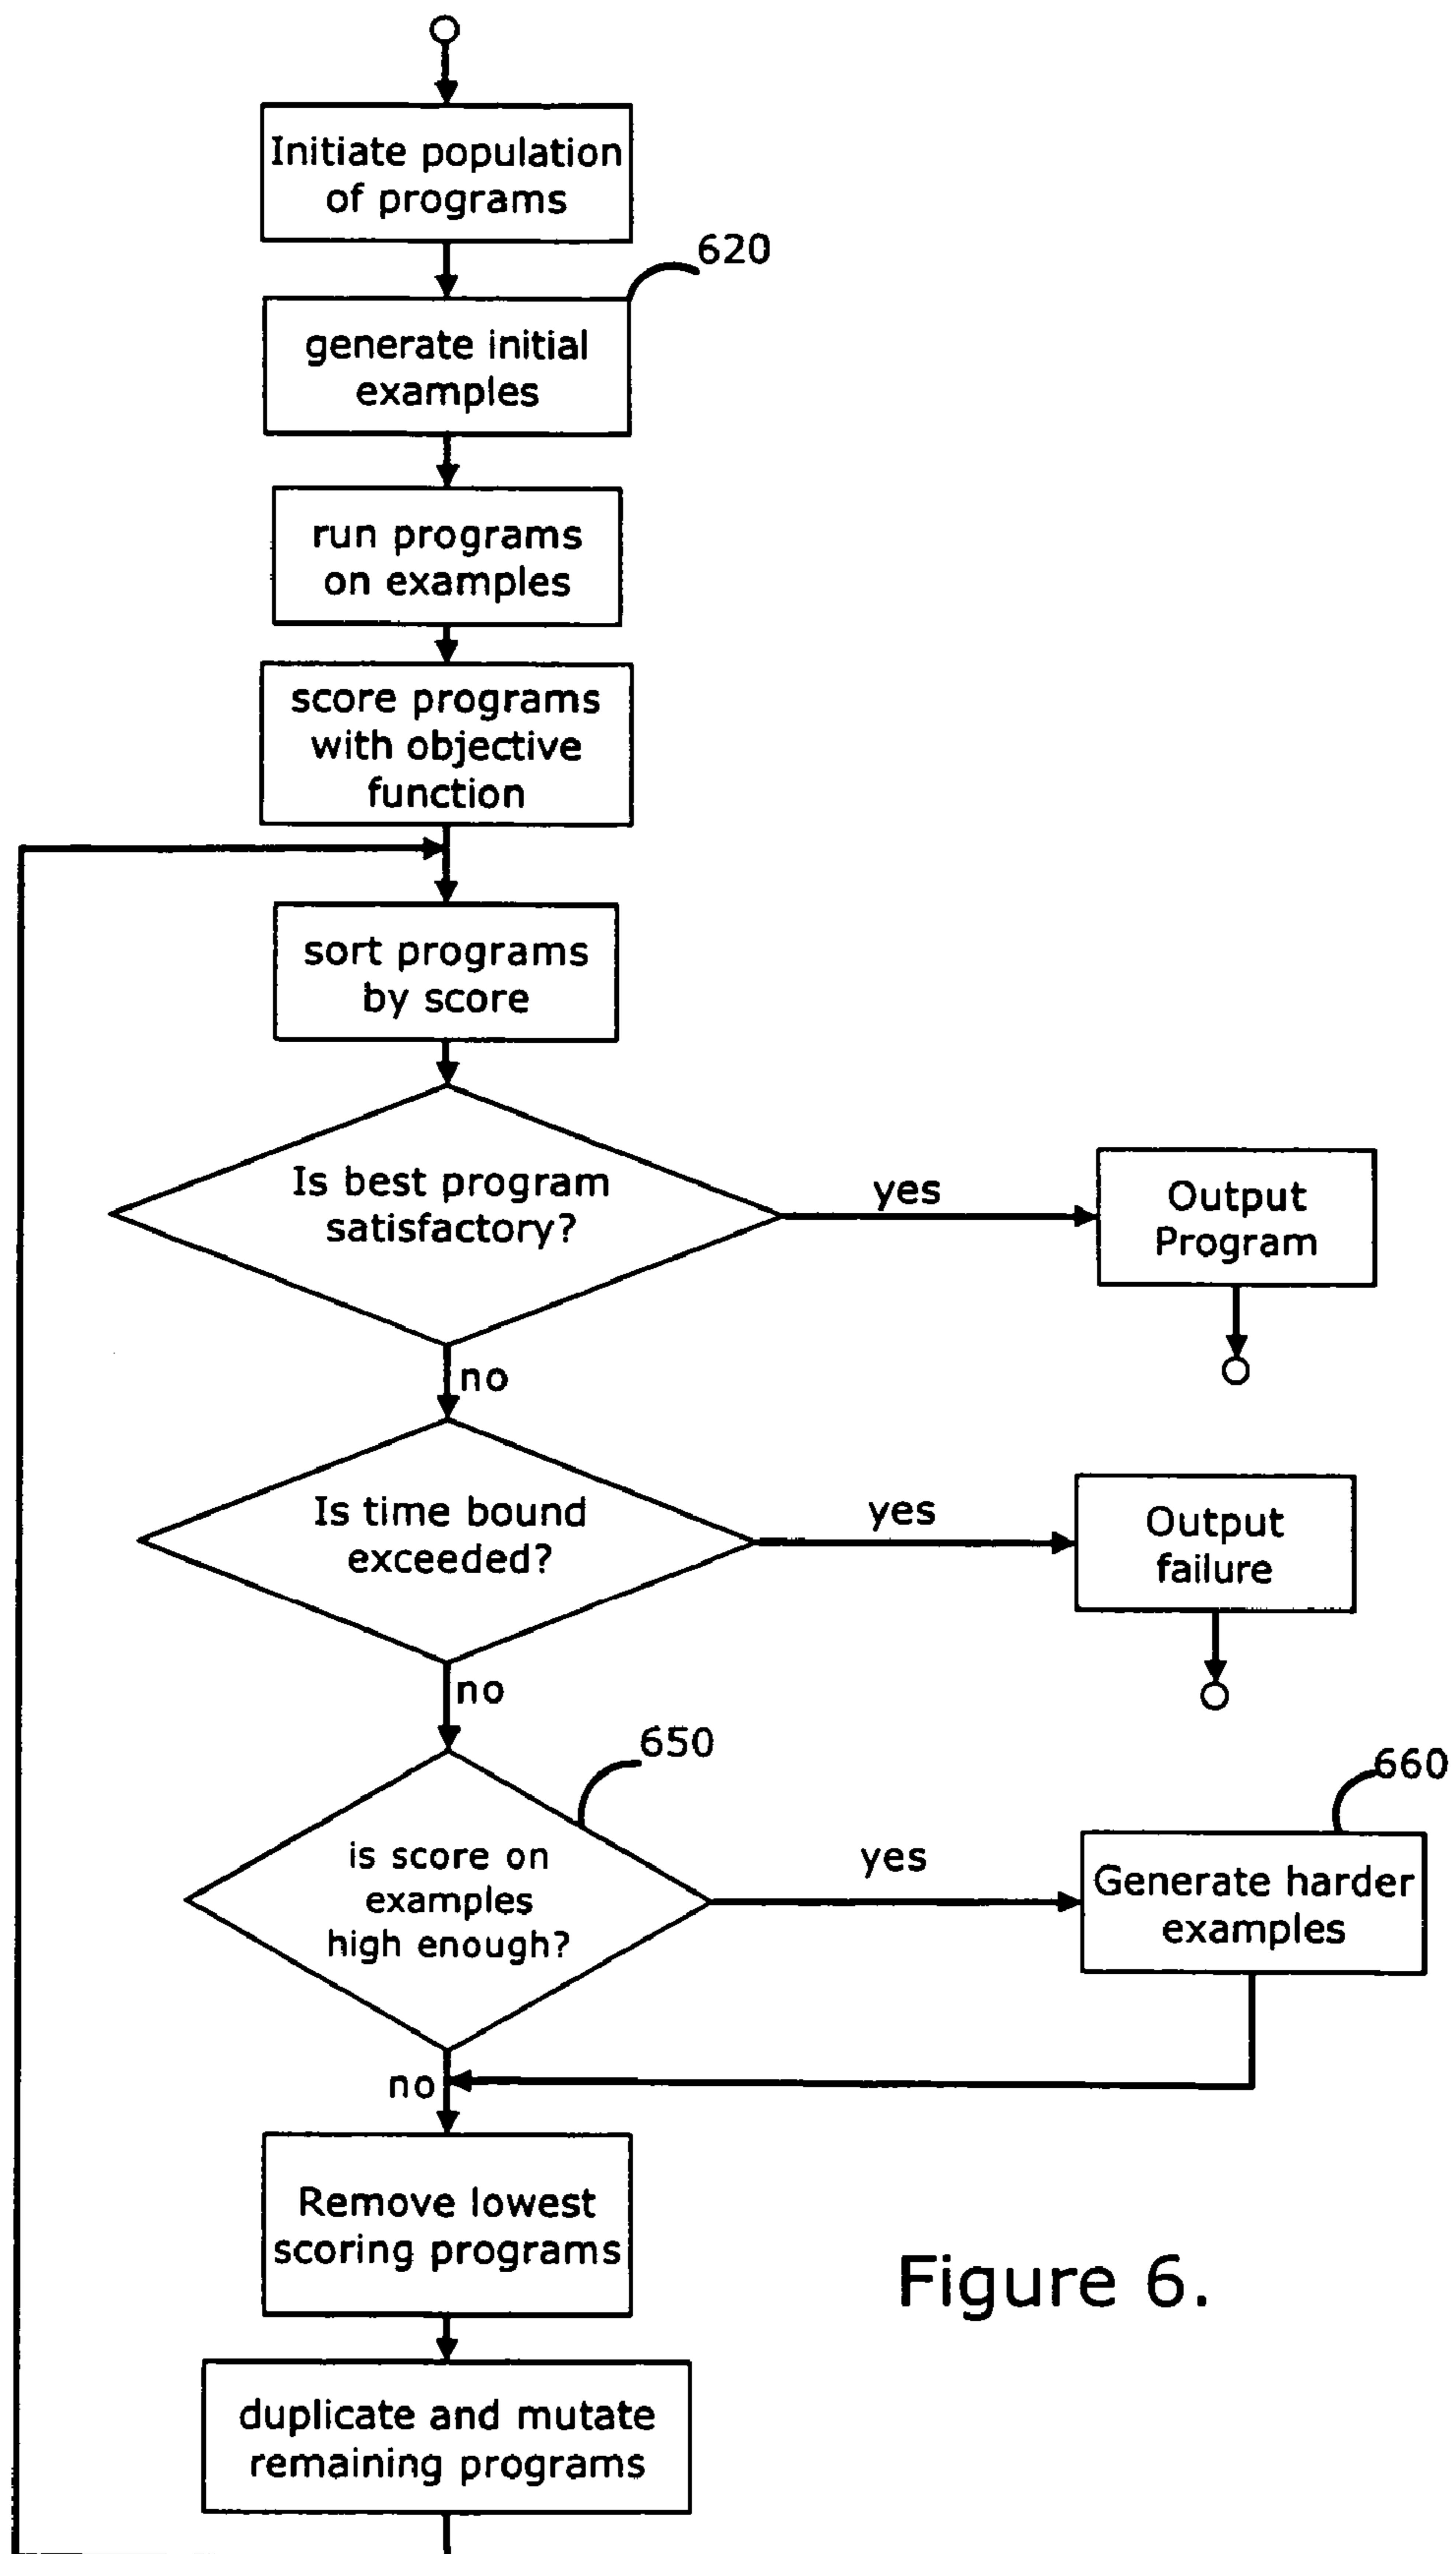 Initiate population
of programs
620
generate initial
examples
run programs
on examples
score programs
with objective
function
sort programs
by score
Is best program
satisfactory?
yes
Output
Program
no
Is time bound
exceeded?
yes
Output
failure
no
650
660
is score on
examples
high enough?
yes
Generate harder
examples
no
Remove lowest
scoring programs
Figure 6.
duplicate and mutate
remaining programs